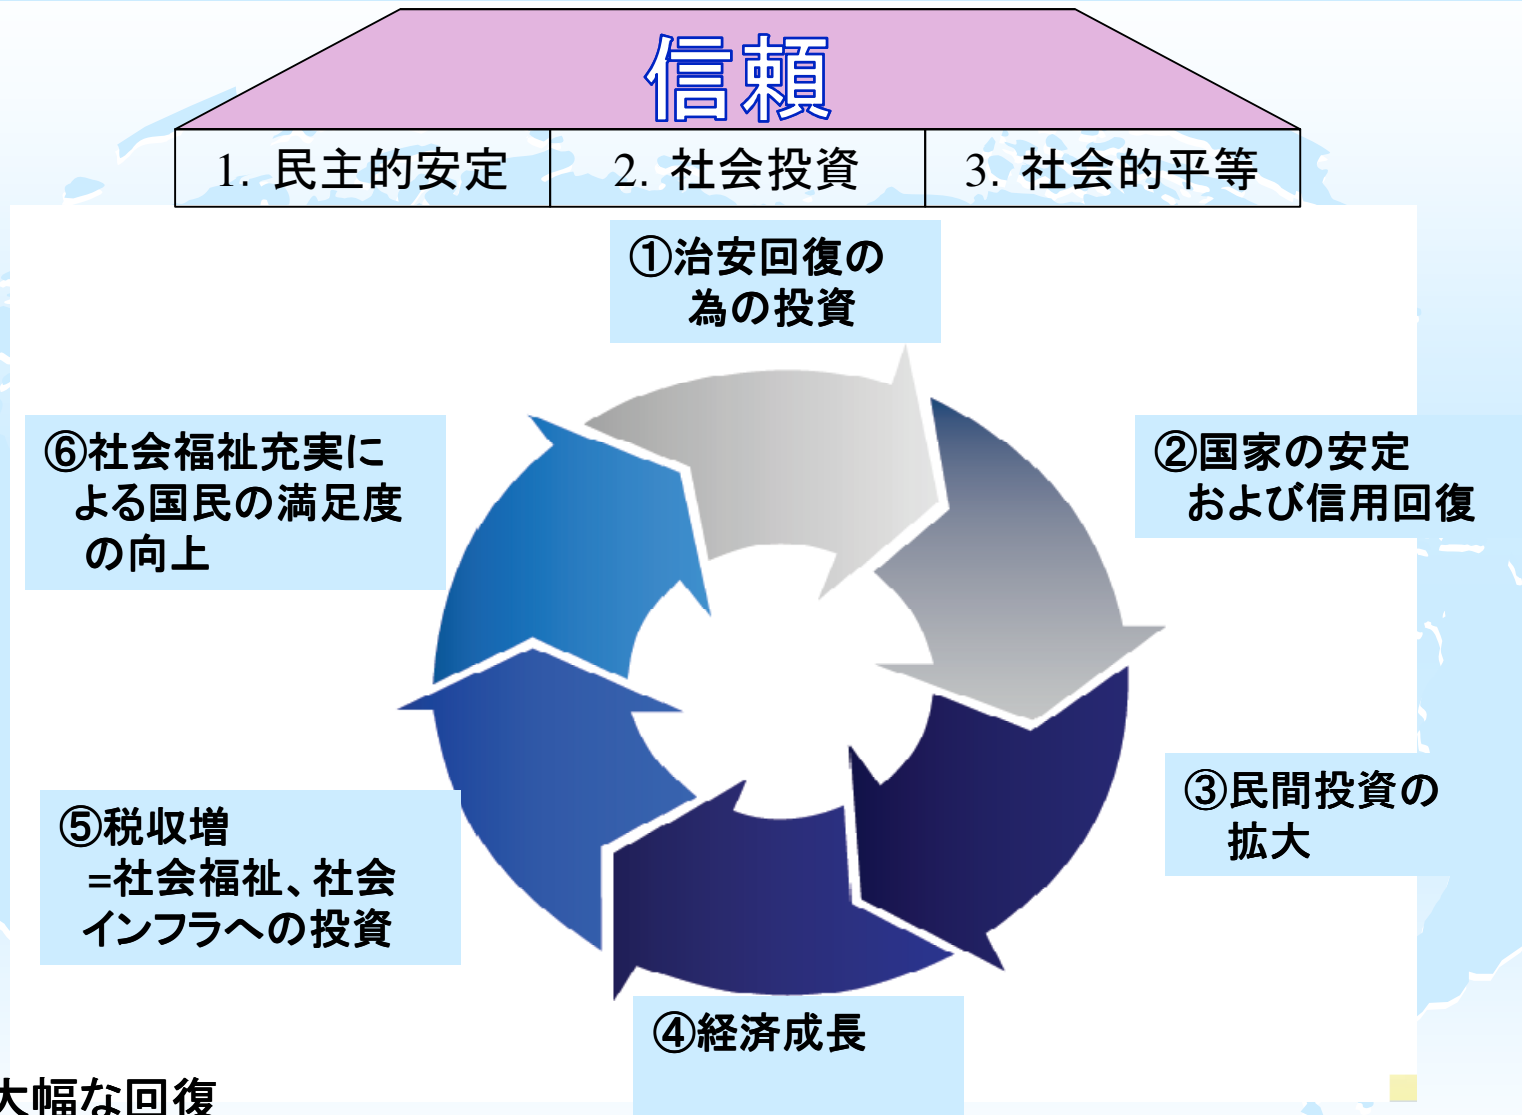 信頼
1. 民主的安定
2. 社会投資
3. 社会的平等
①治安回復の
為の投資
②国家の安定
および信用回復
③民間投資の
拡大
④経済成長
⑤税収増
=社会福祉、社会
インフラへの投資
⑥社会福祉充実に
よる国民の満足度
の向上
大幅な回復